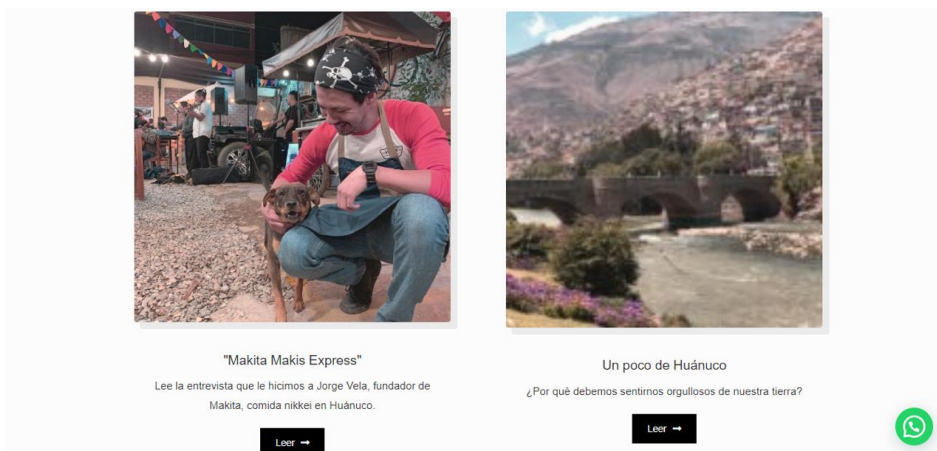 "Makita Makis Express"
Lee la entrevista que le hicimos a Jorge Vela, fundador de
Makita, comida nikkei en Huánuco.
Leer →
Un poco de Huánuco
¿Por qué debemos sentirnos orgullosos de nuestra tierra?
Leer →